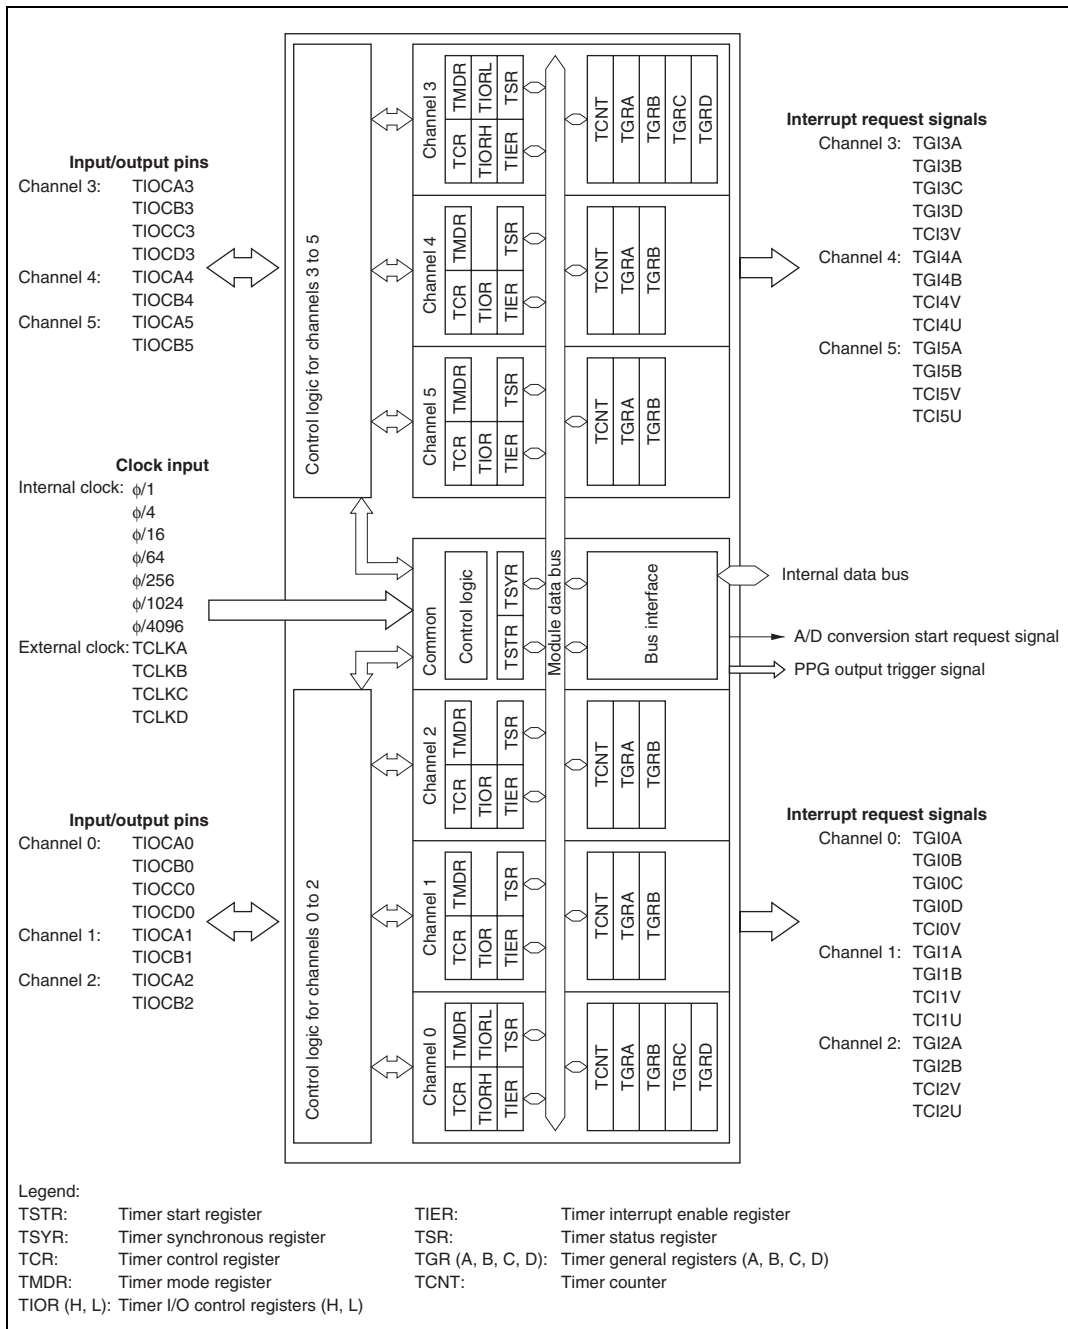 Input/output pins
Channel 3: TIOCA3
TIOCB3
TIOCC3
TIOCD3
Channel 4: TIOCA4
TIOCB4
Channel 5: TIOCA5
TIOCB5
Clock input
Internal clock: ϕ/1
ϕ/4
ϕ/16
ϕ/64
ϕ/256
ϕ/1024
ϕ/4096
External clock: TCLKA
TCLKB
TCLKC
TCLKD
Input/output pins
Channel 0: TIOCA0
TIOCB0
TIOCC0
TIOCD0
Channel 1: TIOCA1
TIOCB1
Channel 2: TIOCA2
TIOCB2
Control logic for channels 3 to 5
Control logic for channels 0 to 2
Channel 3
TCR TMDR
TIORH TIORL
TIER TSR
TCNT
TGRA
TGRB
TGRC
TGRD
Channel 4
TCR TMDR
TIOR
TIER TSR
TCNT
TGRA
TGRB
Channel 5
TCR TMDR
TIOR
TIER TSR
TCNT
TGRA
TGRB
Common
Control logic
TSTR TSYR
Module data bus
Bus interface
Channel 2
TCR TMDR
TIOR
TIER TSR
TCNT
TGRA
TGRB
Channel 1
TCR TMDR
TIOR
TIER TSR
TCNT
TGRA
TGRB
Channel 0
TCR TMDR
TIORH TIORL
TIER TSR
TCNT
TGRA
TGRB
TGRC
TGRD
Interrupt request signals
Channel 3: TGI3A
TGI3B
TGI3C
TGI3D
TCI3V
Channel 4: TGI4A
TGI4B
TCI4V
TCI4U
Channel 5: TGI5A
TGI5B
TCI5V
TCI5U
Internal data bus
A/D conversion start request signal
PPG output trigger signal
Interrupt request signals
Channel 0: TGI0A
TGI0B
TGI0C
TGI0D
TCI0V
Channel 1: TGI1A
TGI1B
TCI1V
TCI1U
Channel 2: TGI2A
TGI2B
TCI2V
TCI2U
Legend:
TSTR: Timer start register
TSYR: Timer synchronous register
TCR: Timer control register
TMDR: Timer mode register
TIOR (H, L): Timer I/O control registers (H, L)
TIER: Timer interrupt enable register
TSR: Timer status register
TGR (A, B, C, D): Timer general registers (A, B, C, D)
TCNT: Timer counter